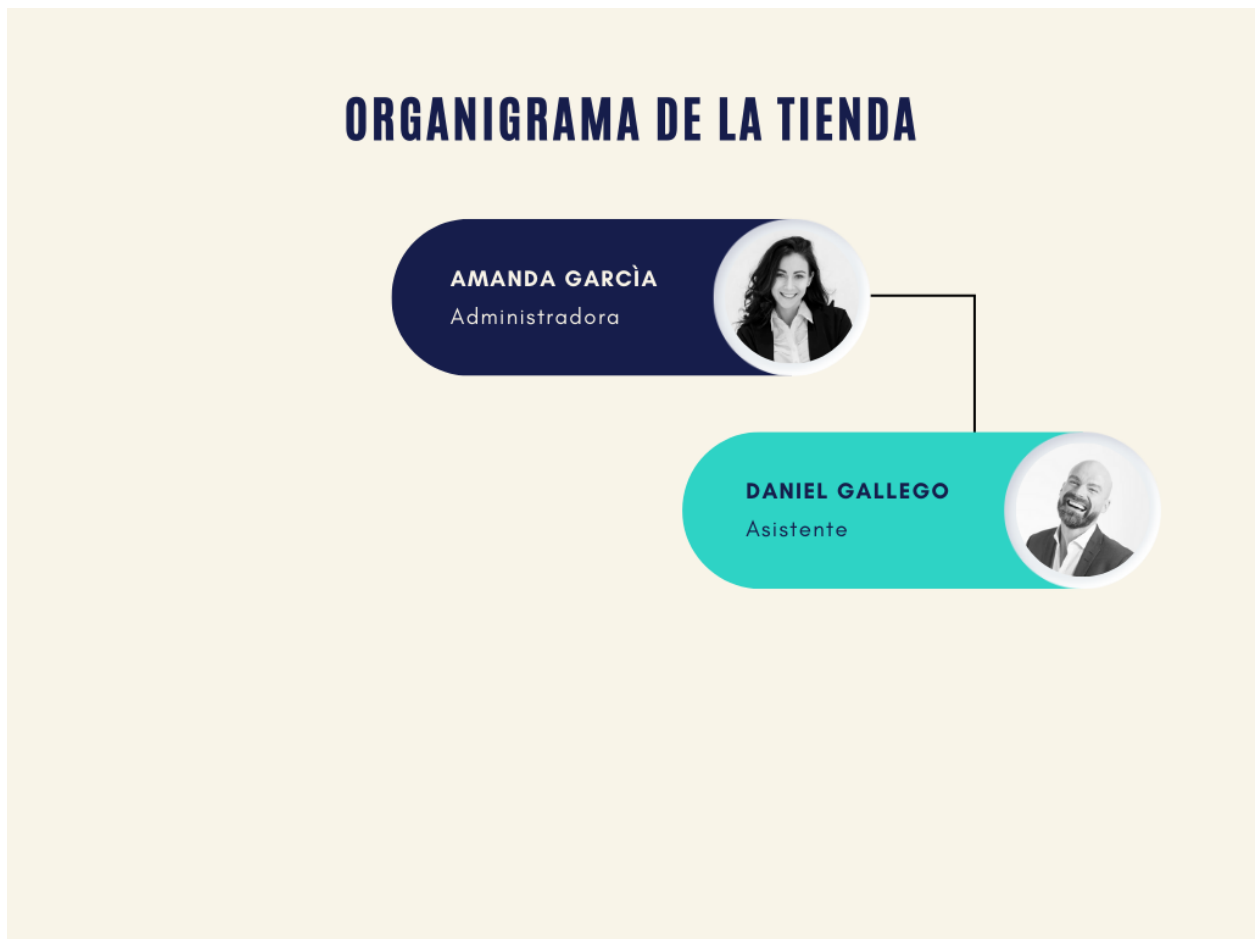 ORGANIGRAMA DE LA TIENDA
AMANDA GARCÌA
Administradora
DANIEL GALLEGO
Asistente